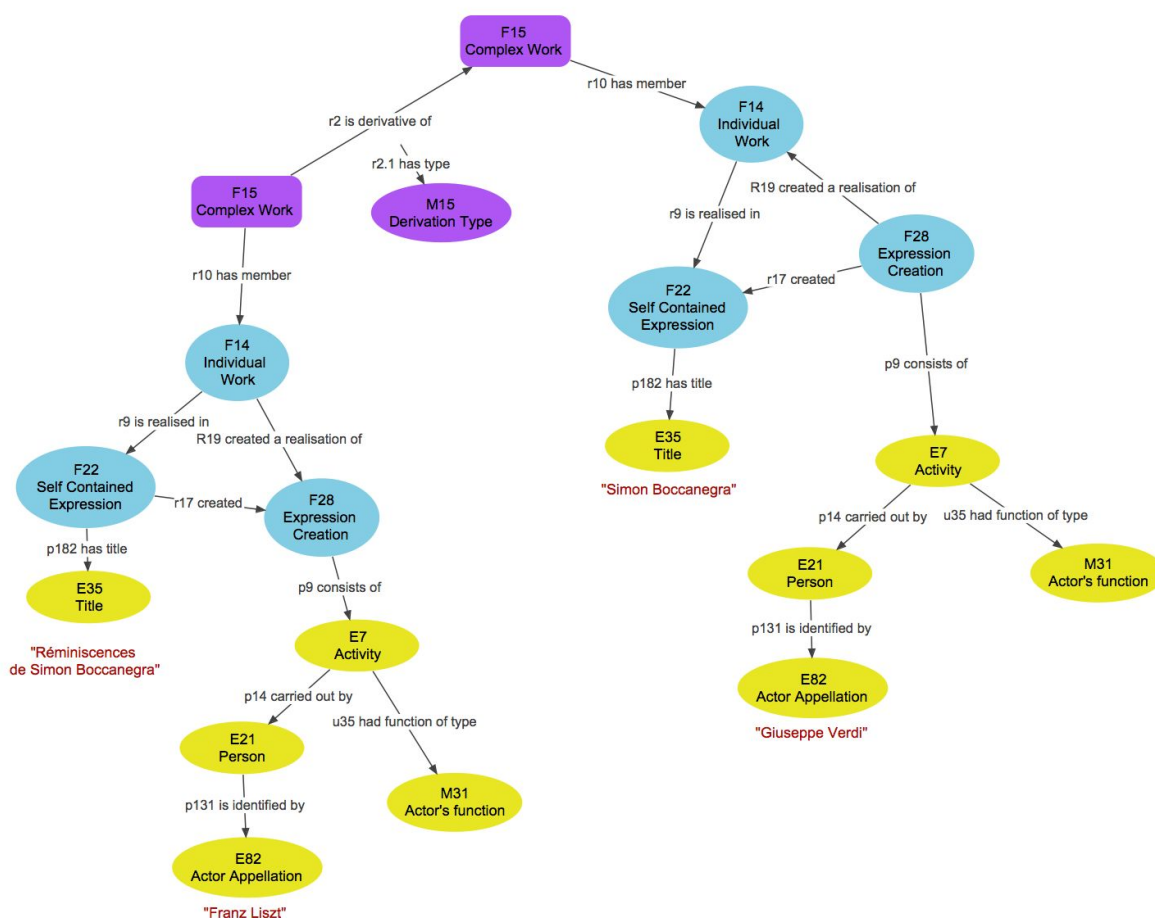 F15
Complex Work
r10 has member
F14
Individual
Work
r2 is derivative of
r2.1 has type
F15
Complex Work
M15
Derivation Type
R19 created a realisation of
r9 is realised in
F28
Expression
Creation
r10 has member
r17 created
F22
Self Contained
Expression
F14
Individual
Work
p9 consists of
p182 has title
r9 is realised in
R19 created a realisation of
E35
Title
E7
Activity
F22
Self Contained
Expression
"Simon Boccanegra"
r17 created
F28
Expression
Creation
p14 carried out by
u35 had function of type
p182 has title
E21
Person
M31
Actor's function
E35
Title
p9 consists of
p131 is identified by
"Réminiscences
de Simon Boccanegra"
E7
Activity
E82
Actor Appellation
p14 carried out by
u35 had function of type
"Giuseppe Verdi"
E21
Person
p131 is identified by
M31
Actor's function
E82
Actor Appellation
"Franz Liszt"